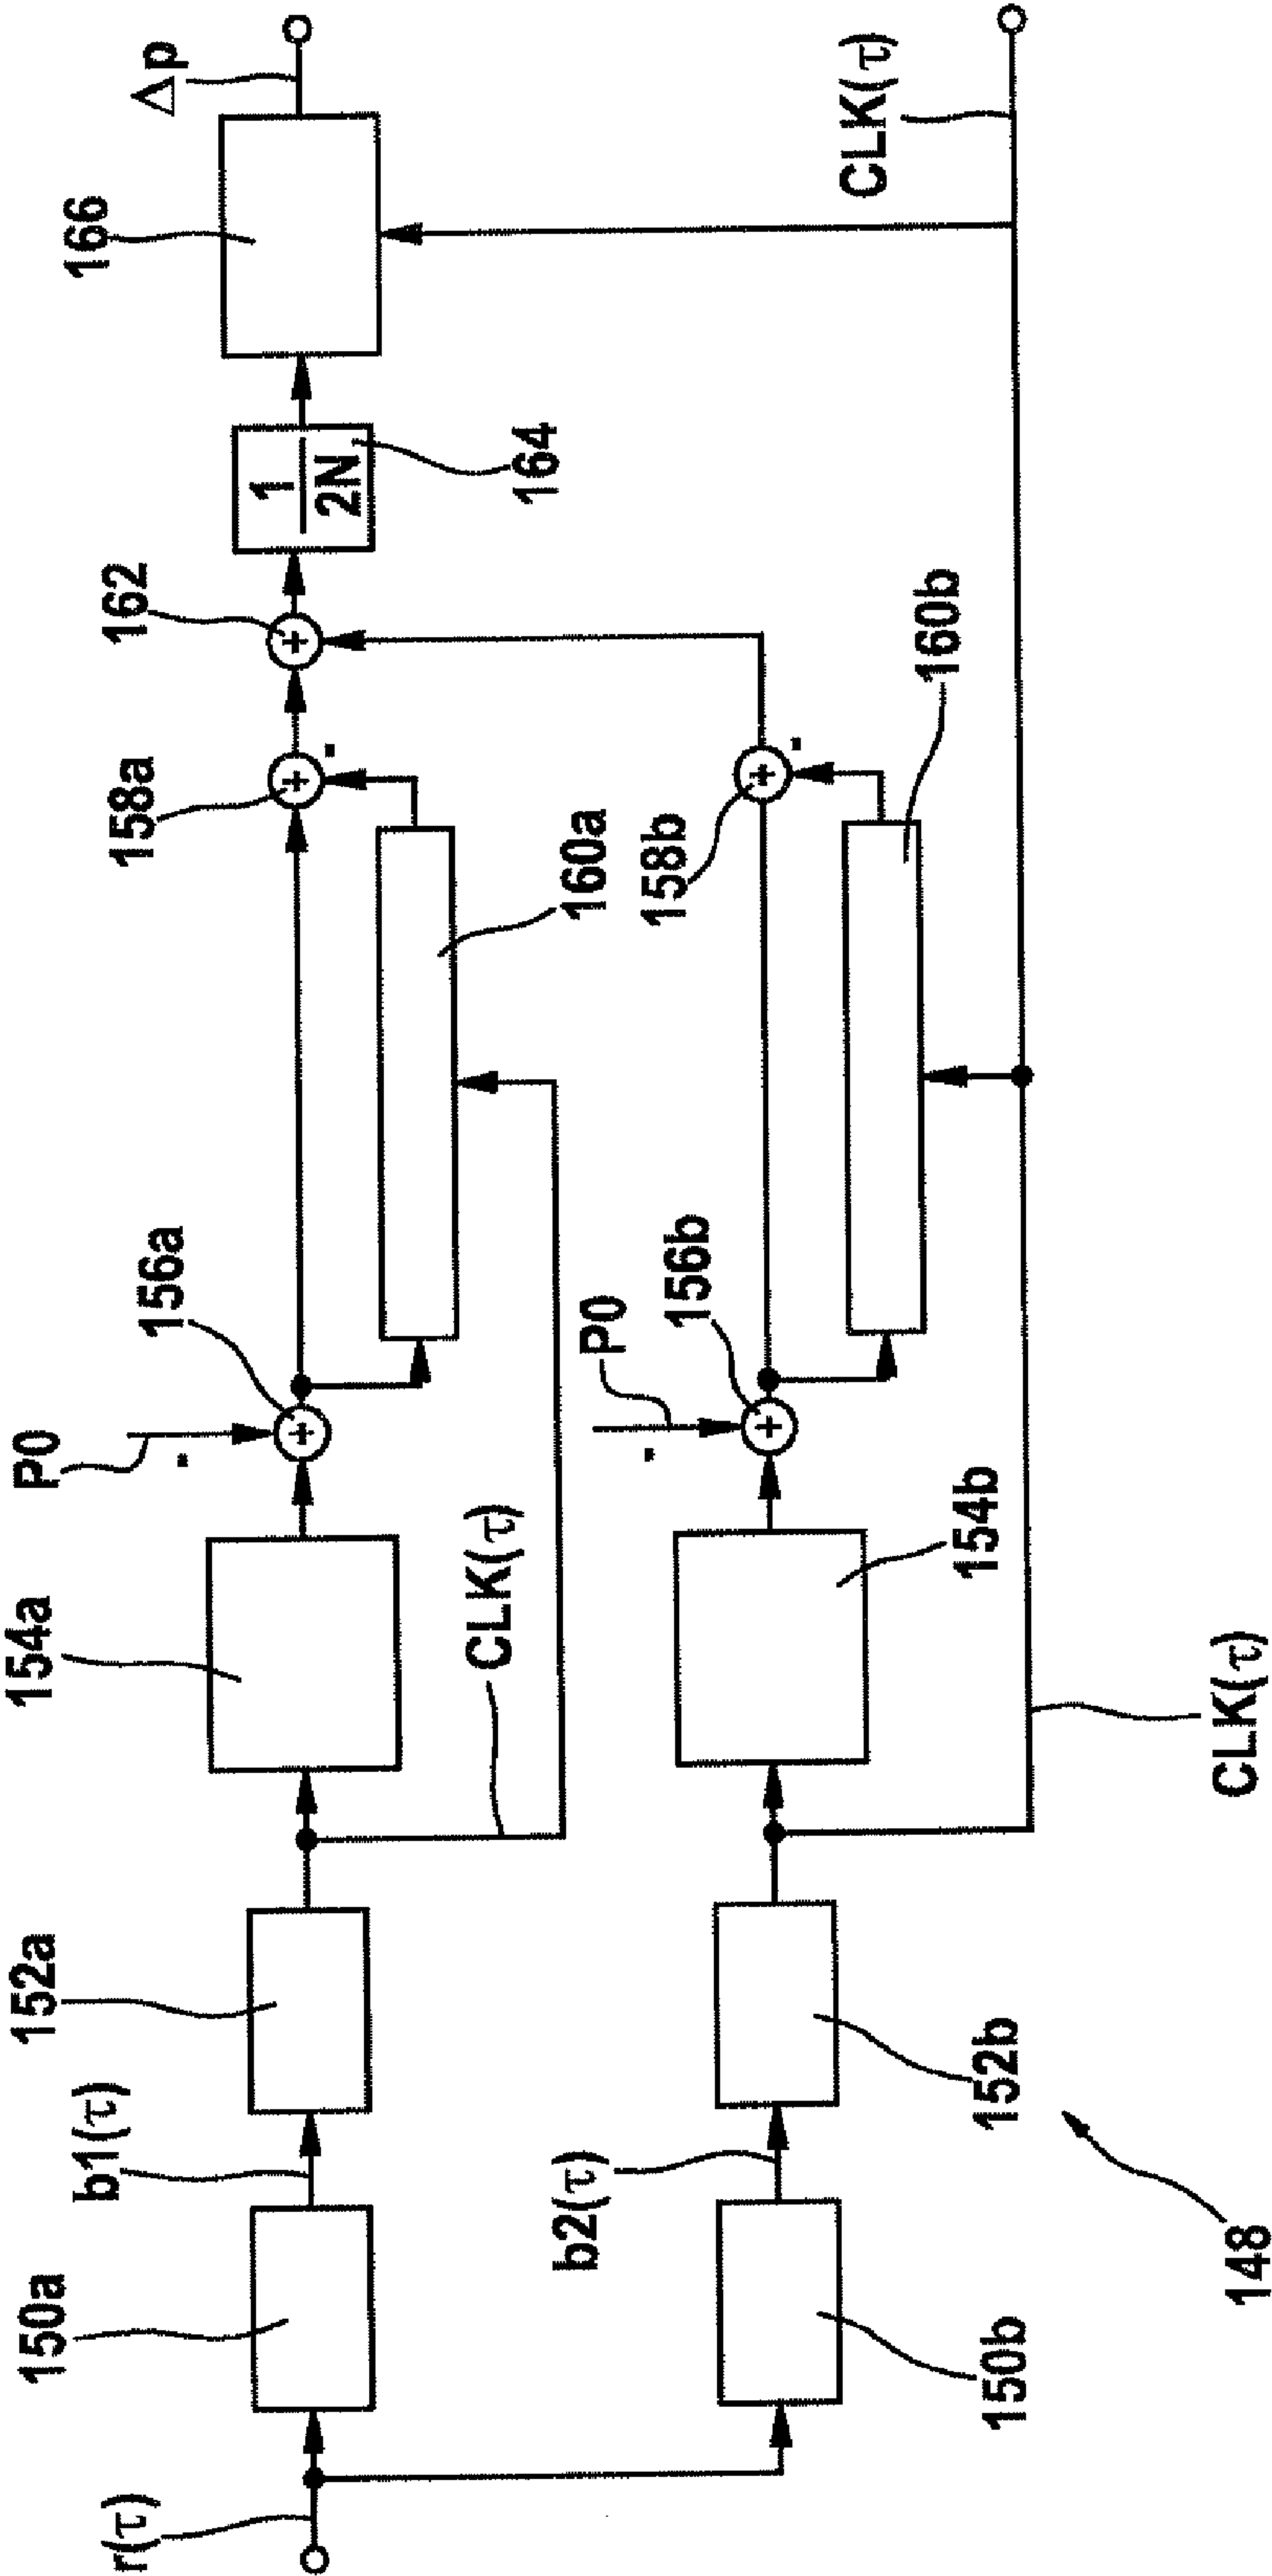 r(τ)
150a
b1(τ)
152a
154a
P0
156a
158a
162
166
Δp
1
2N
164
CLK(τ)
160a
b2(τ)
P0
156b
158b
160b
CLK(τ)
150b
152b
154b
CLK(τ)
148
+
-
+
-
+
+
-
+
-